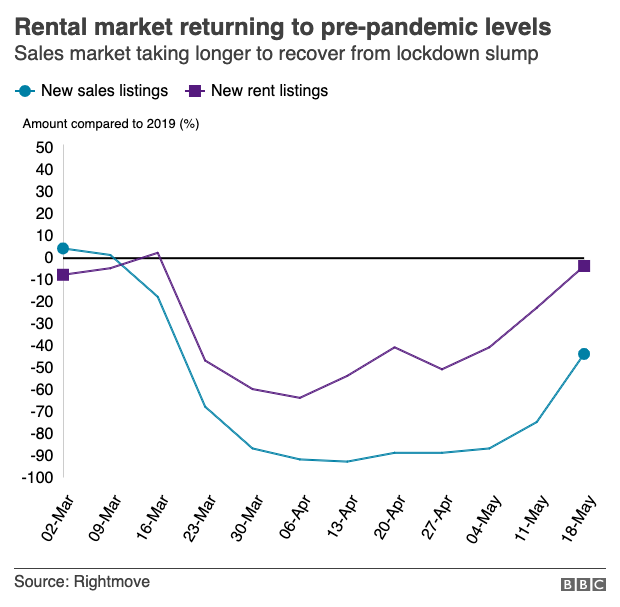 Rental market returning to pre-pandemic levels
Sales market taking longer to recover from lockdown slump
New sales listings New rent listings
Amount compared to 2019 (%)
50
40
30
20
10
0
-10
-20
-30
-40
-50
-60
-70
-80
-90
-100
02-Mar 09-Mar 16-Mar 23-Mar 30-Mar 06-Apr 13-Apr 20-Apr 27-Apr 04-May 11-May 18-May
Source: Rightmove BBC